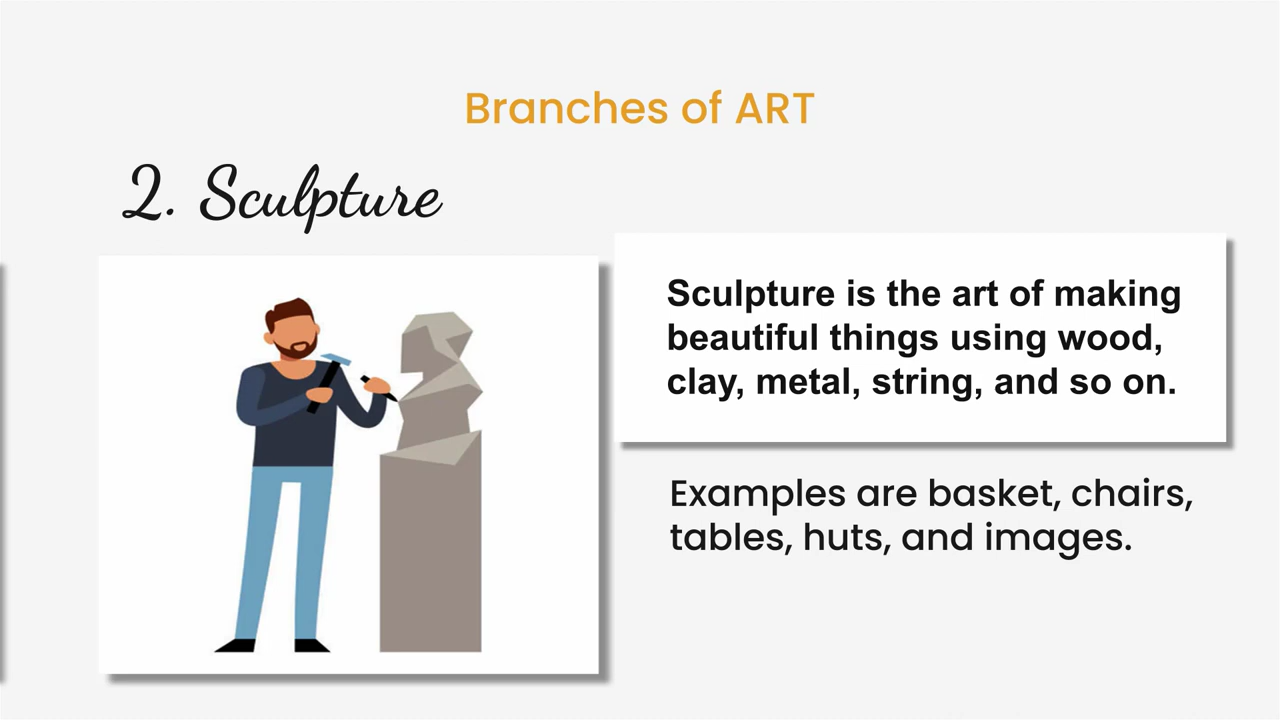 Branches of ART
2. Sculpture
Sculpture is the art of making
beautiful things using wood,
clay, metal, string, and so on.
Examples are basket, chairs,
tables, huts, and images.